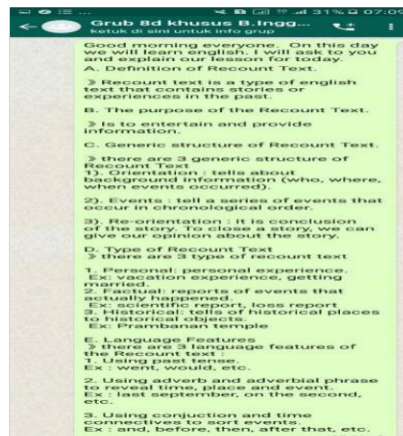 31% 07:09
Grub 8d khusus B.Ingg...
ketuk di sini untuk info grup
Good morning everyone. On this day
we will learn english. I will ask to you
and explain our lesson for today.
A. Definition of Recount Text.
》Recount text is a type of english
text that contains stories or
experiences in the past.
B. The purpose of the Recount Text.
》Is to entertain and provide
information.
C. Generic structure of Recount Text.
》there are 3 generic structure of
Recount Text
1). Orientation : tells about
background information (who, where,
when events occurred).
2). Events : tell a series of events that
occur in chronological order.
3). Re-orientation : it is conclusion
of the story. To close a story, we can
give our opinion about the story.
D. Type of Recount Text
》there are 3 type of recount text
1. Personal: personal experience.
Ex: vacation experience, getting
married.
2. Factual: reports of events that
actually happened.
Ex: scientific report, loss report
3. Historical: tells of historical places
to historical objects.
Ex: Prambanan temple
E. Language Features
》there are 3 language features of
the Recount text :
1. Using past tense.
Ex : went, would, etc.
2. Using adverb and adverbial phrase
to reveal time, place and event.
Ex : last september, on the second,
etc.
3. Using conjuction and time
connectives to sort events.
Ex : and, before, then, after that, etc.